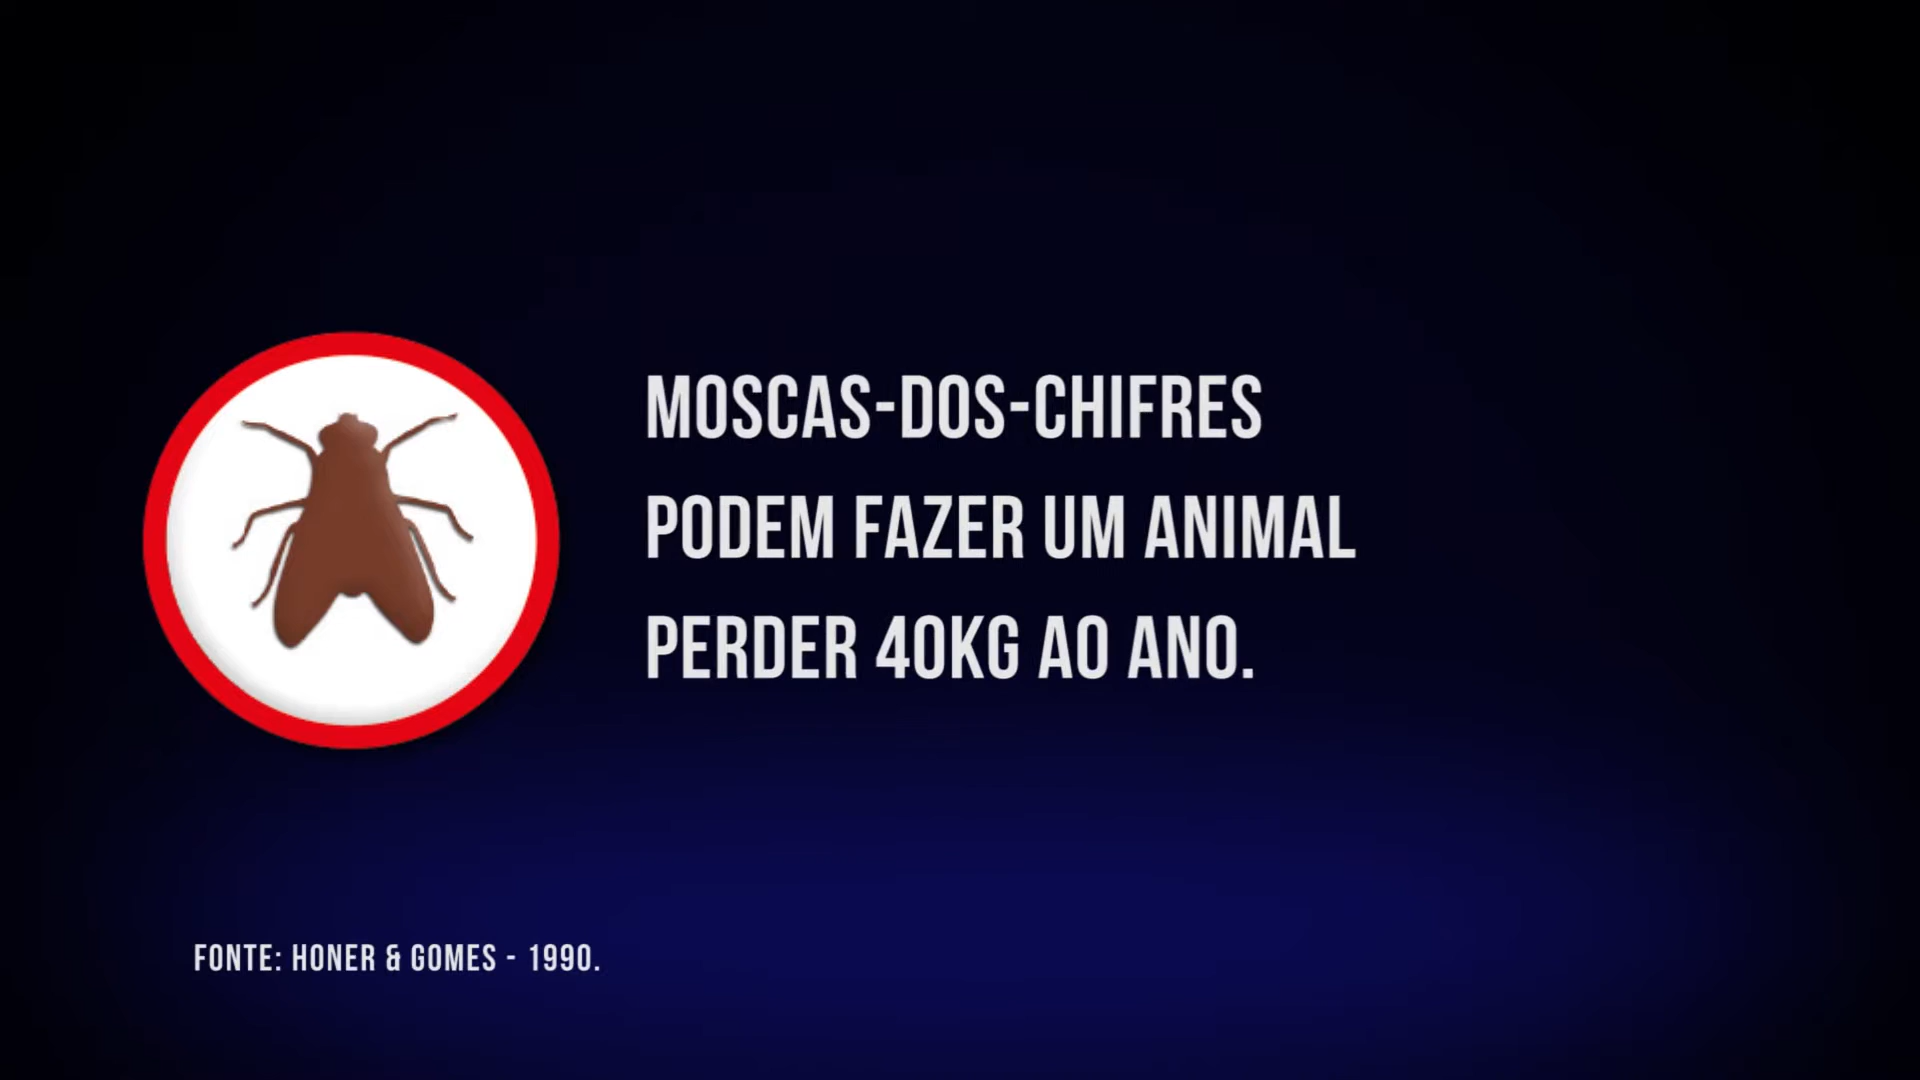 MOSCAS-DOS-CHIFRES
PODEM FAZER UM ANIMAL
PERDER 40KG AO ANO.
FONTE: HONER & GOMES - 1990.